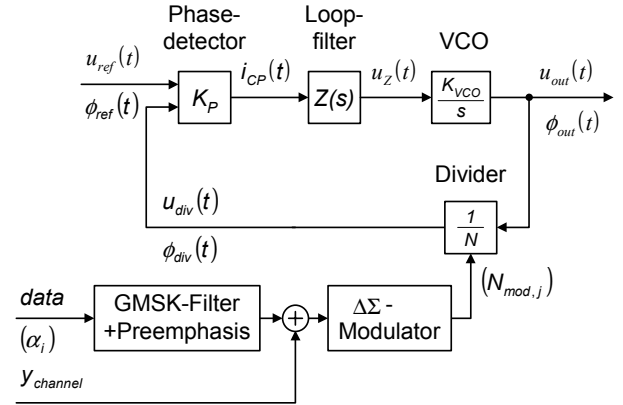 Phase-
detector
Loop-
filter
VCO
u_ref(t)
i_CP(t)
u_Z(t)
u_out(t)
K_P
Z(s)
K_VCO
s
ϕ_ref(t)
ϕ_out(t)
Divider
u_div(t)
1
N
ϕ_div(t)
(N_mod,j)
data
GMSK-Filter
+Preemphasis
+
ΔΣ -
Modulator
(α_i)
y_channel